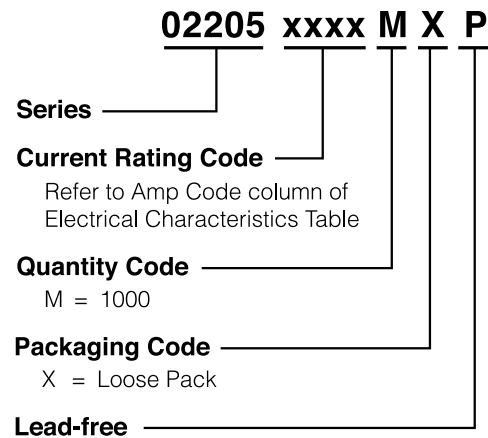 02205 xxxx M X P
Series
Current Rating Code
Refer to Amp Code column of
Electrical Characteristics Table
Quantity Code
M = 1000
Packaging Code
X = Loose Pack
Lead-free